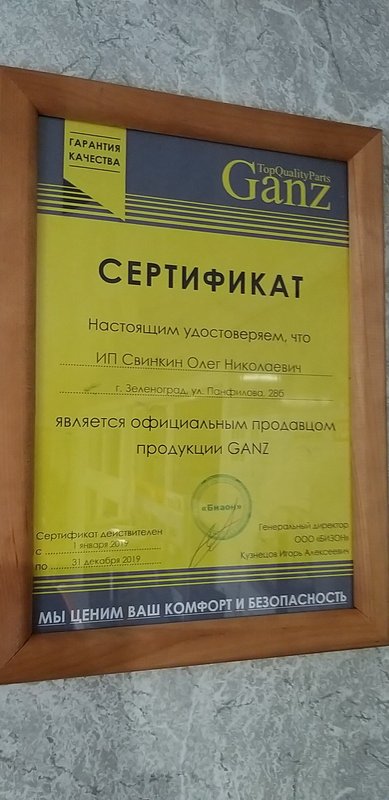 ГАРАНТИЯ
КАЧЕСТВА
TopQualityParts
Ganz
СЕРТИФИКАТ
Настоящим удостоверяем, что
ИП Свинкин Олег Николаевич
г. Зеленоград, ул. Панфилова, 28б
является официальным продавцом
продукции GANZ
«Бизон»
Сертификат действителен
с 1 января 2019
по 31 декабря 2019
Генеральный директор
ООО «БИЗОН»
Кузнецов Игорь Алексеевич
МЫ ЦЕНИМ ВАШ КОМФОРТ И БЕЗОПАСНОСТЬ